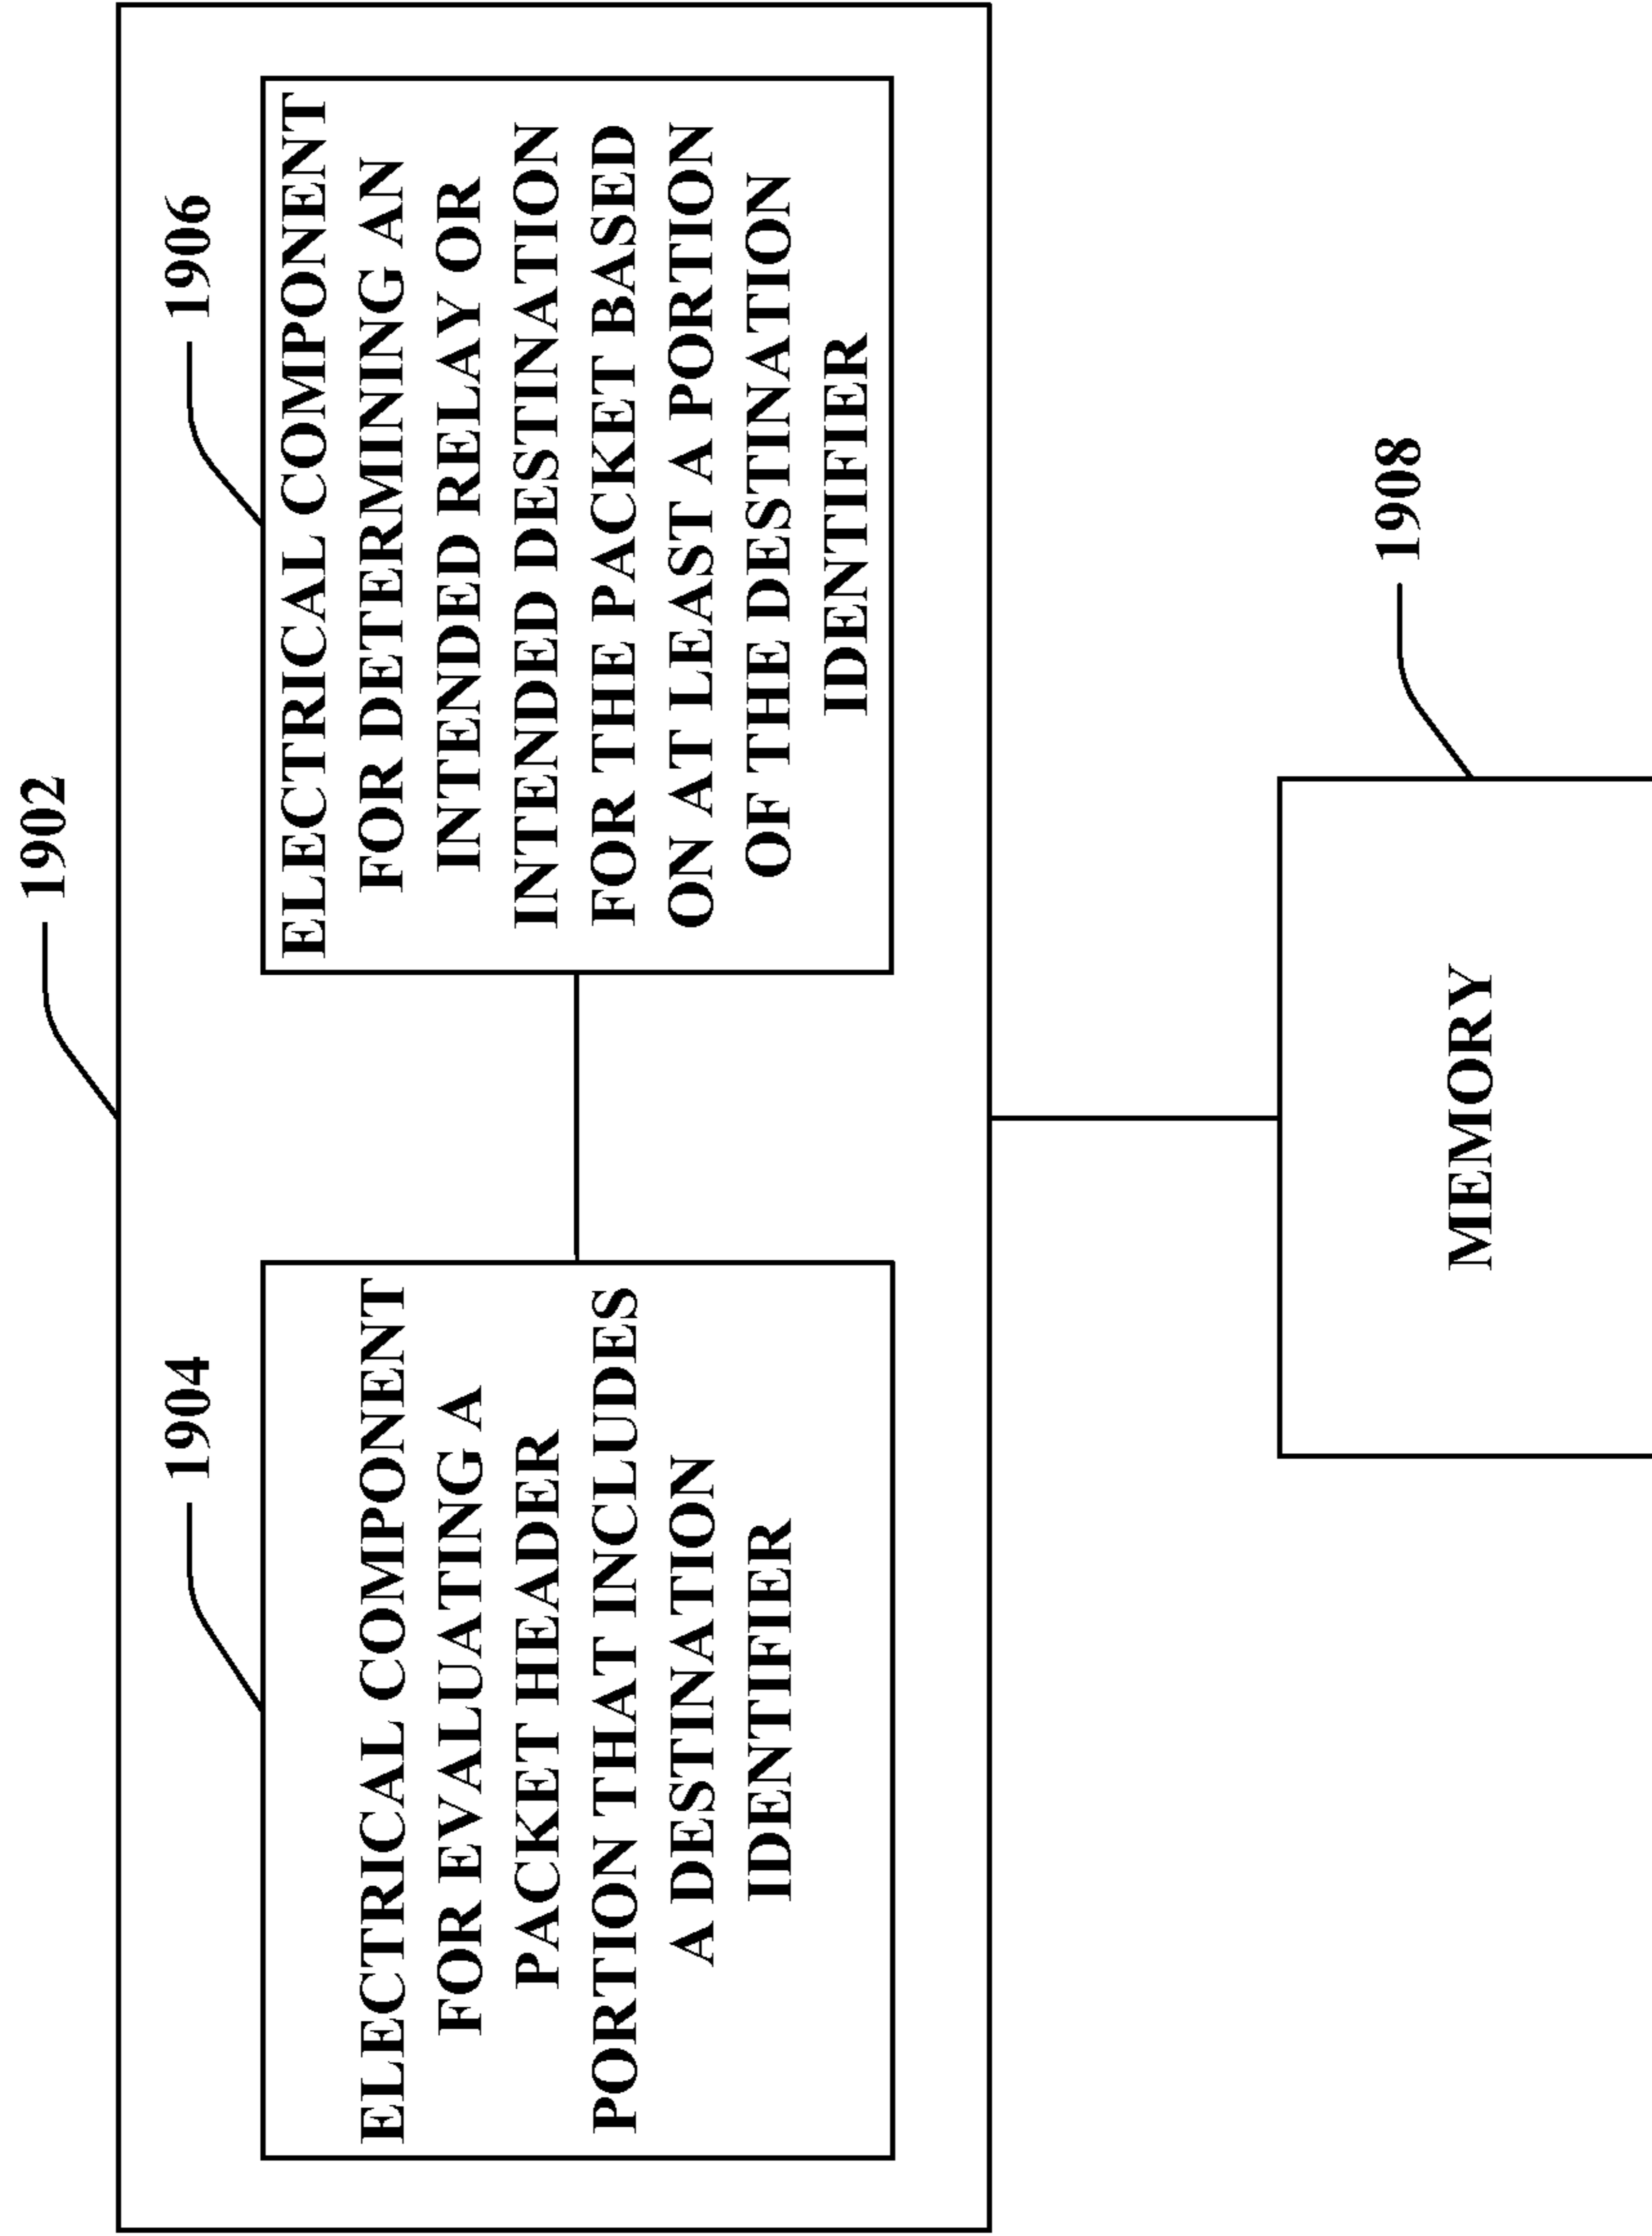 1902
1904
ELECTRICAL COMPONENT
FOR EVALUATING A
PACKET HEADER
PORTION THAT INCLUDES
A DESTINATION
IDENTIFIER
1906
ELECTRICAL COMPONENT
FOR DETERMINING AN
INTENDED RELAY OR
INTENDED DESTINATION
FOR THE PACKET BASED
ON AT LEAST A PORTION
OF THE DESTINATION
IDENTIFIER
1908
MEMORY